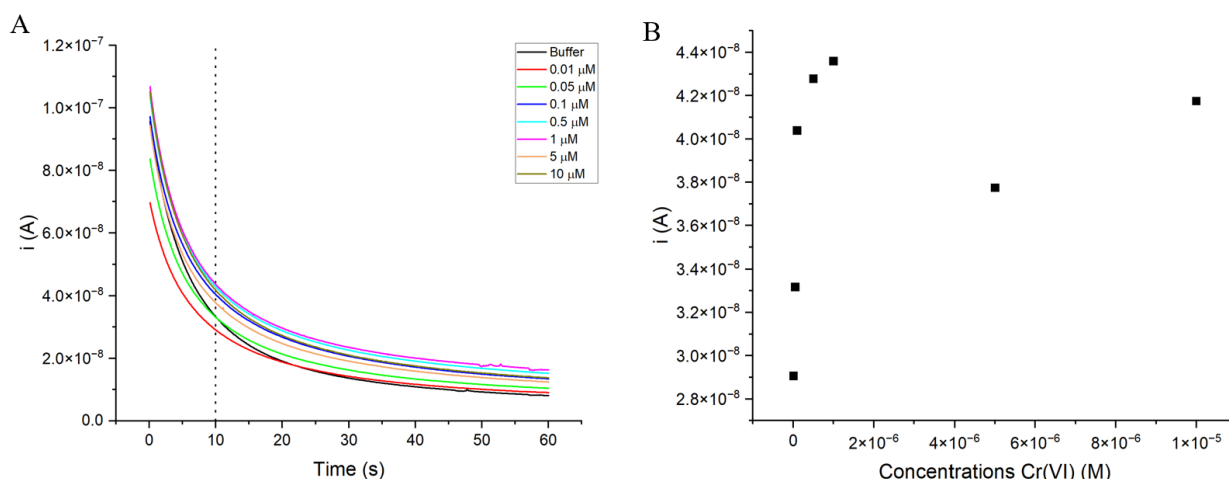 A
i (A)
1.2×10⁻⁷
1.0×10⁻⁷
8.0×10⁻⁸
6.0×10⁻⁸
4.0×10⁻⁸
2.0×10⁻⁸
0.0
0 10 20 30 40 50 60
Time (s)
Buffer
0.01 μM
0.05 μM
0.1 μM
0.5 μM
1 μM
5 μM
10 μM
B
i (A)
4.4×10⁻⁸
4.2×10⁻⁸
4.0×10⁻⁸
3.8×10⁻⁸
3.6×10⁻⁸
3.4×10⁻⁸
3.2×10⁻⁸
3.0×10⁻⁸
2.8×10⁻⁸
0 2×10⁻⁶ 4×10⁻⁶ 6×10⁻⁶ 8×10⁻⁶ 1×10⁻⁵
Concentrations Cr(VI) (M)